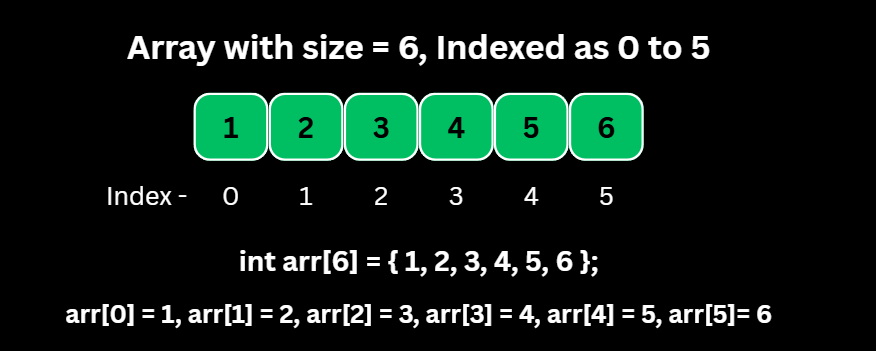 Array with size = 6, Indexed as 0 to 5
1 2 3 4 5 6
Index - 0 1 2 3 4 5
int arr[6] = { 1, 2, 3, 4, 5, 6 };
arr[0] = 1, arr[1] = 2, arr[2] = 3, arr[3] = 4, arr[4] = 5, arr[5]= 6